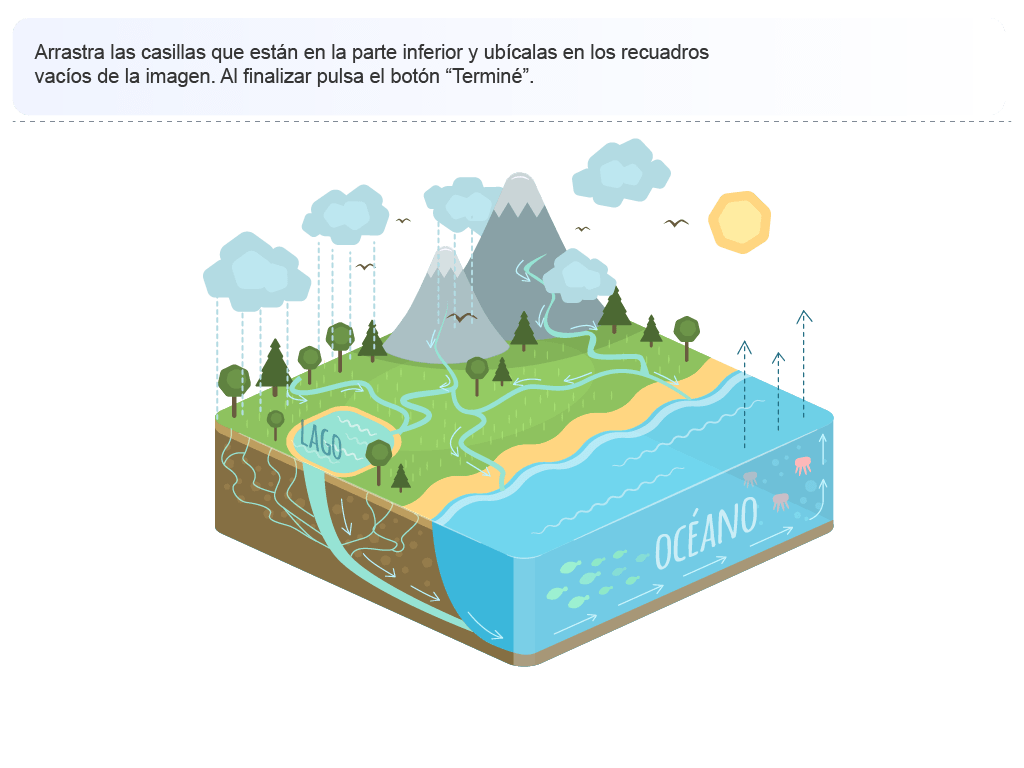 Arrastra las casillas que están en la parte inferior y ubícalas en los recuadros
vacíos de la imagen. Al finalizar pulsa el botón “Terminé”.
LAGO
OCÉANO